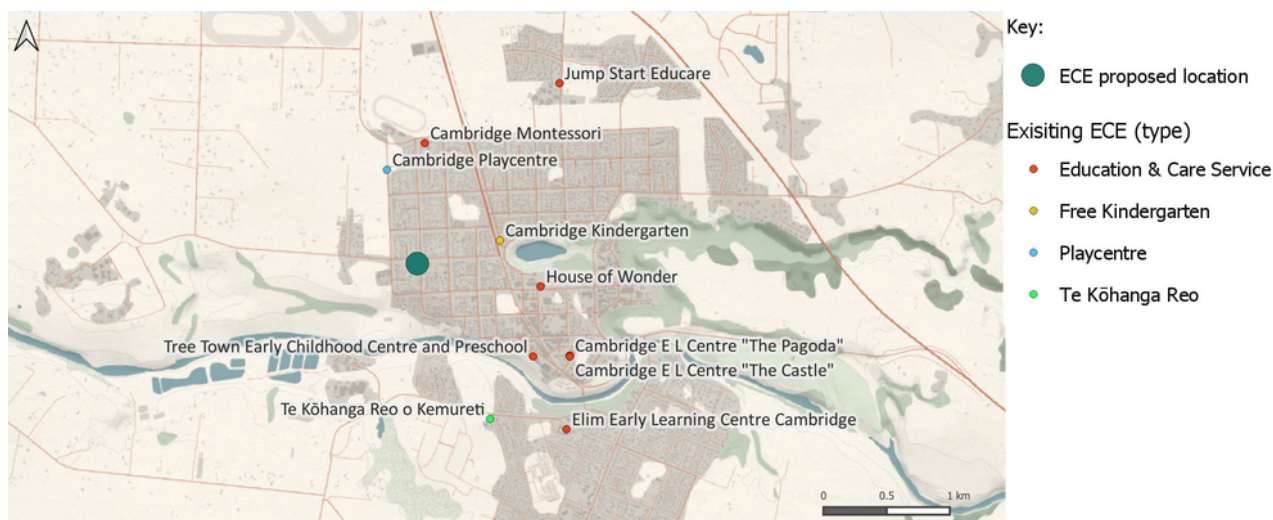 Key:
ECE proposed location
Exisiting ECE (type)
Education & Care Service
Free Kindergarten
Playcentre
Te Kōhanga Reo
Jump Start Educare
Cambridge Montessori
Cambridge Playcentre
Cambridge Kindergarten
House of Wonder
Tree Town Early Childhood Centre and Preschool
Cambridge E L Centre "The Pagoda"
Cambridge E L Centre "The Castle"
Te Kōhanga Reo o Kemureti
Elim Early Learning Centre Cambridge
0 0.5 1 km